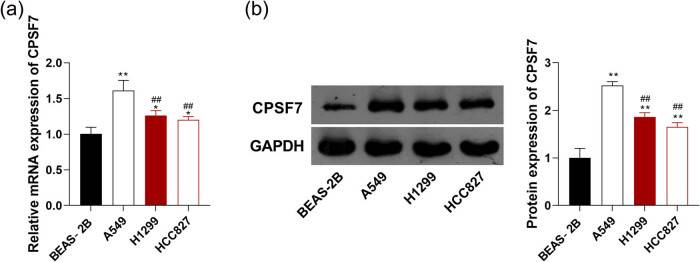 (a)
Relative mRNA expression of CPSF7
2.0
1.5
1.0
0.5
0.0
**
##
*
##
*
BEAS- 2B
A549
H1299
HCC827
(b)
CPSF7
GAPDH
BEAS-2B
A549
H1299
HCC827
Protein expression of CPSF7
3
2
1
0
**
##
**
##
**
BEAS- 2B
A549
H1299
HCC827